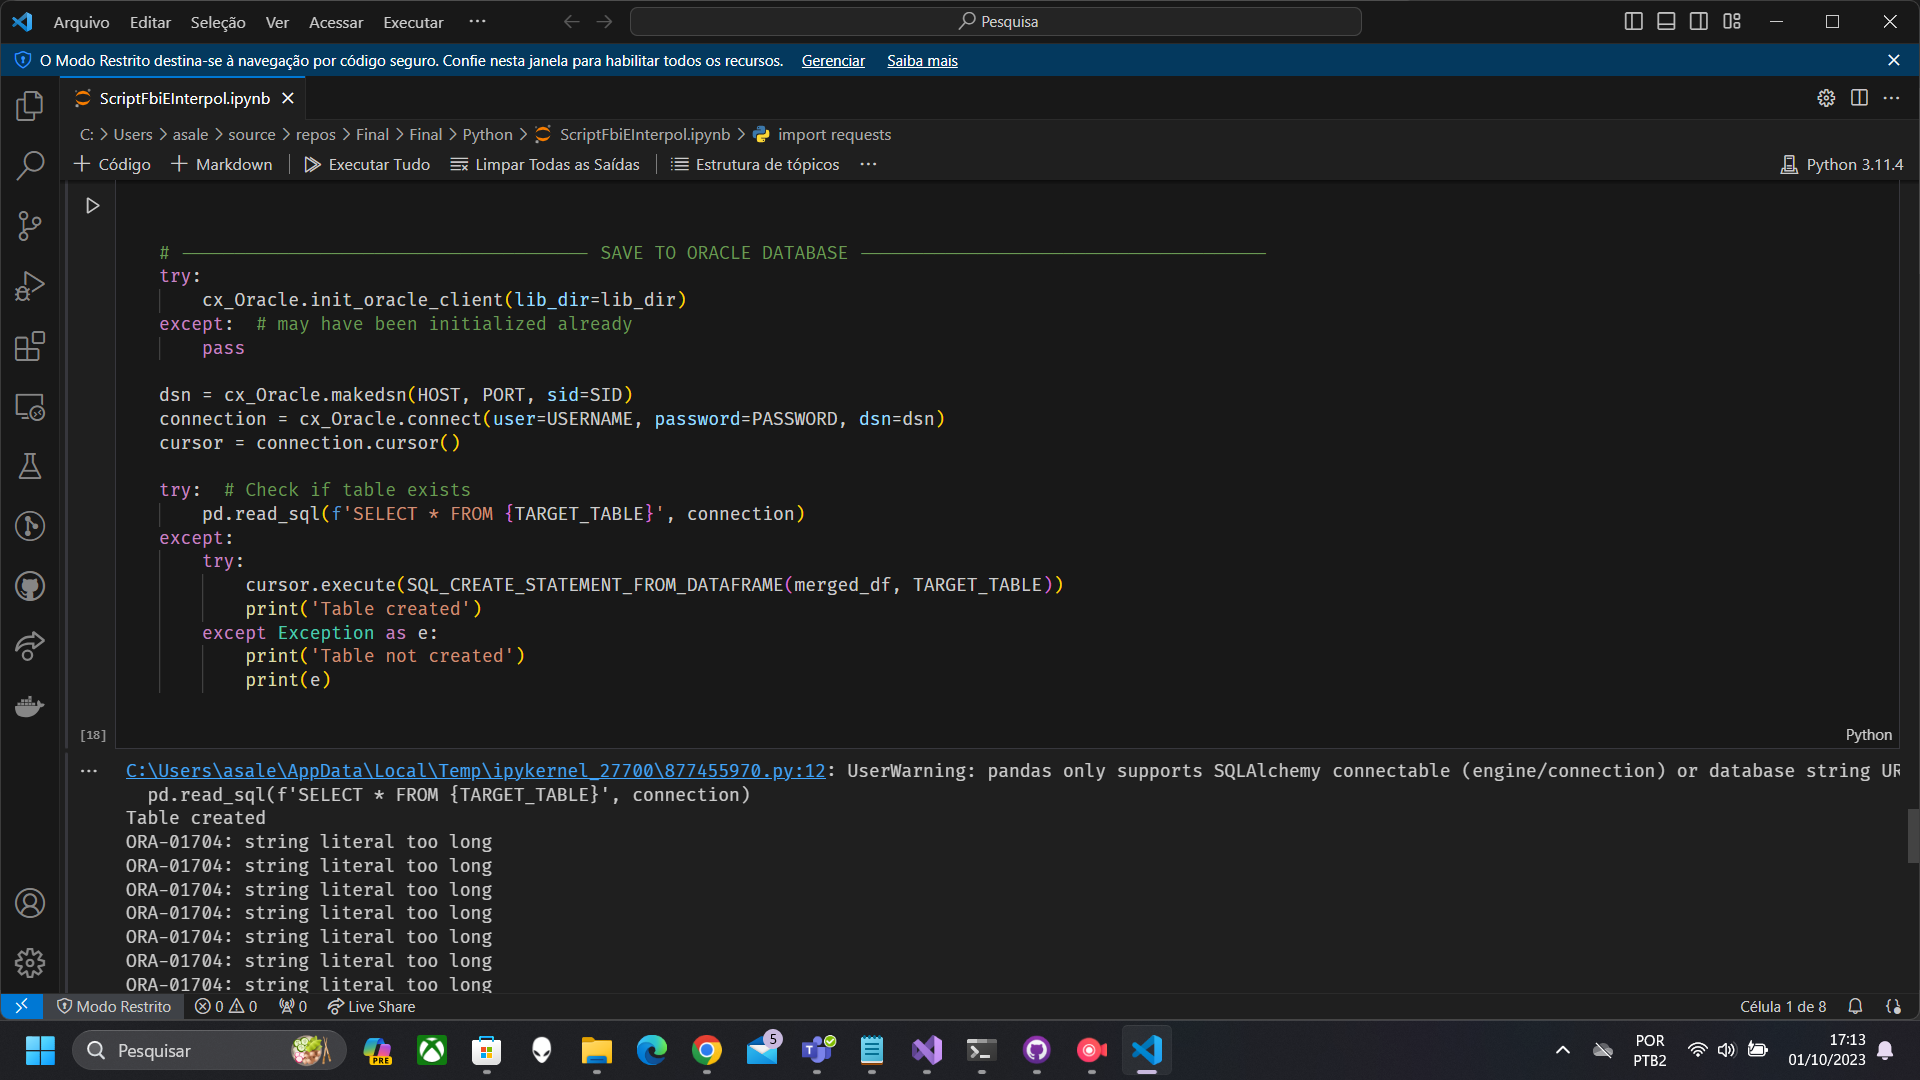 Arquivo Editar Seleção Ver Acessar Executar ··· Pesquisa
O Modo Restrito destina-se à navegação por código seguro. Confie nesta janela para habilitar todos os recursos. Gerenciar Saiba mais
ScriptFbiEInterpol.ipynb
C: > Users > asale > source > repos > Final > Final > Python > ScriptFbiEInterpol.ipynb > import requests
+ Código + Markdown Executar Tudo Limpar Todas as Saídas Estrutura de tópicos ··· Python 3.11.4
# ——————————————— SAVE TO ORACLE DATABASE ———————————————
try:
    cx_Oracle.init_oracle_client(lib_dir=lib_dir)
except:  # may have been initialized already
    pass
dsn = cx_Oracle.makedsn(HOST, PORT, sid=SID)
connection = cx_Oracle.connect(user=USERNAME, password=PASSWORD, dsn=dsn)
cursor = connection.cursor()
try:  # Check if table exists
    pd.read_sql(f'SELECT * FROM {TARGET_TABLE}', connection)
except:
    try:
        cursor.execute(SQL_CREATE_STATEMENT_FROM_DATAFRAME(merged_df, TARGET_TABLE))
        print('Table created')
    except Exception as e:
        print('Table not created')
        print(e)
[18]
Python
C:\Users\asale\AppData\Local\Temp\ipykernel_27700\877455970.py:12: UserWarning: pandas only supports SQLAlchemy connectable (engine/connection) or database string UR
  pd.read_sql(f'SELECT * FROM {TARGET_TABLE}', connection)
Table created
ORA-01704: string literal too long
ORA-01704: string literal too long
ORA-01704: string literal too long
ORA-01704: string literal too long
ORA-01704: string literal too long
ORA-01704: string literal too long
ORA-01704: string literal too long
Modo Restrito 0 0 0 Live Share Célula 1 de 8
Pesquisar PRE 5 POR 17:13
PTB2 01/10/2023